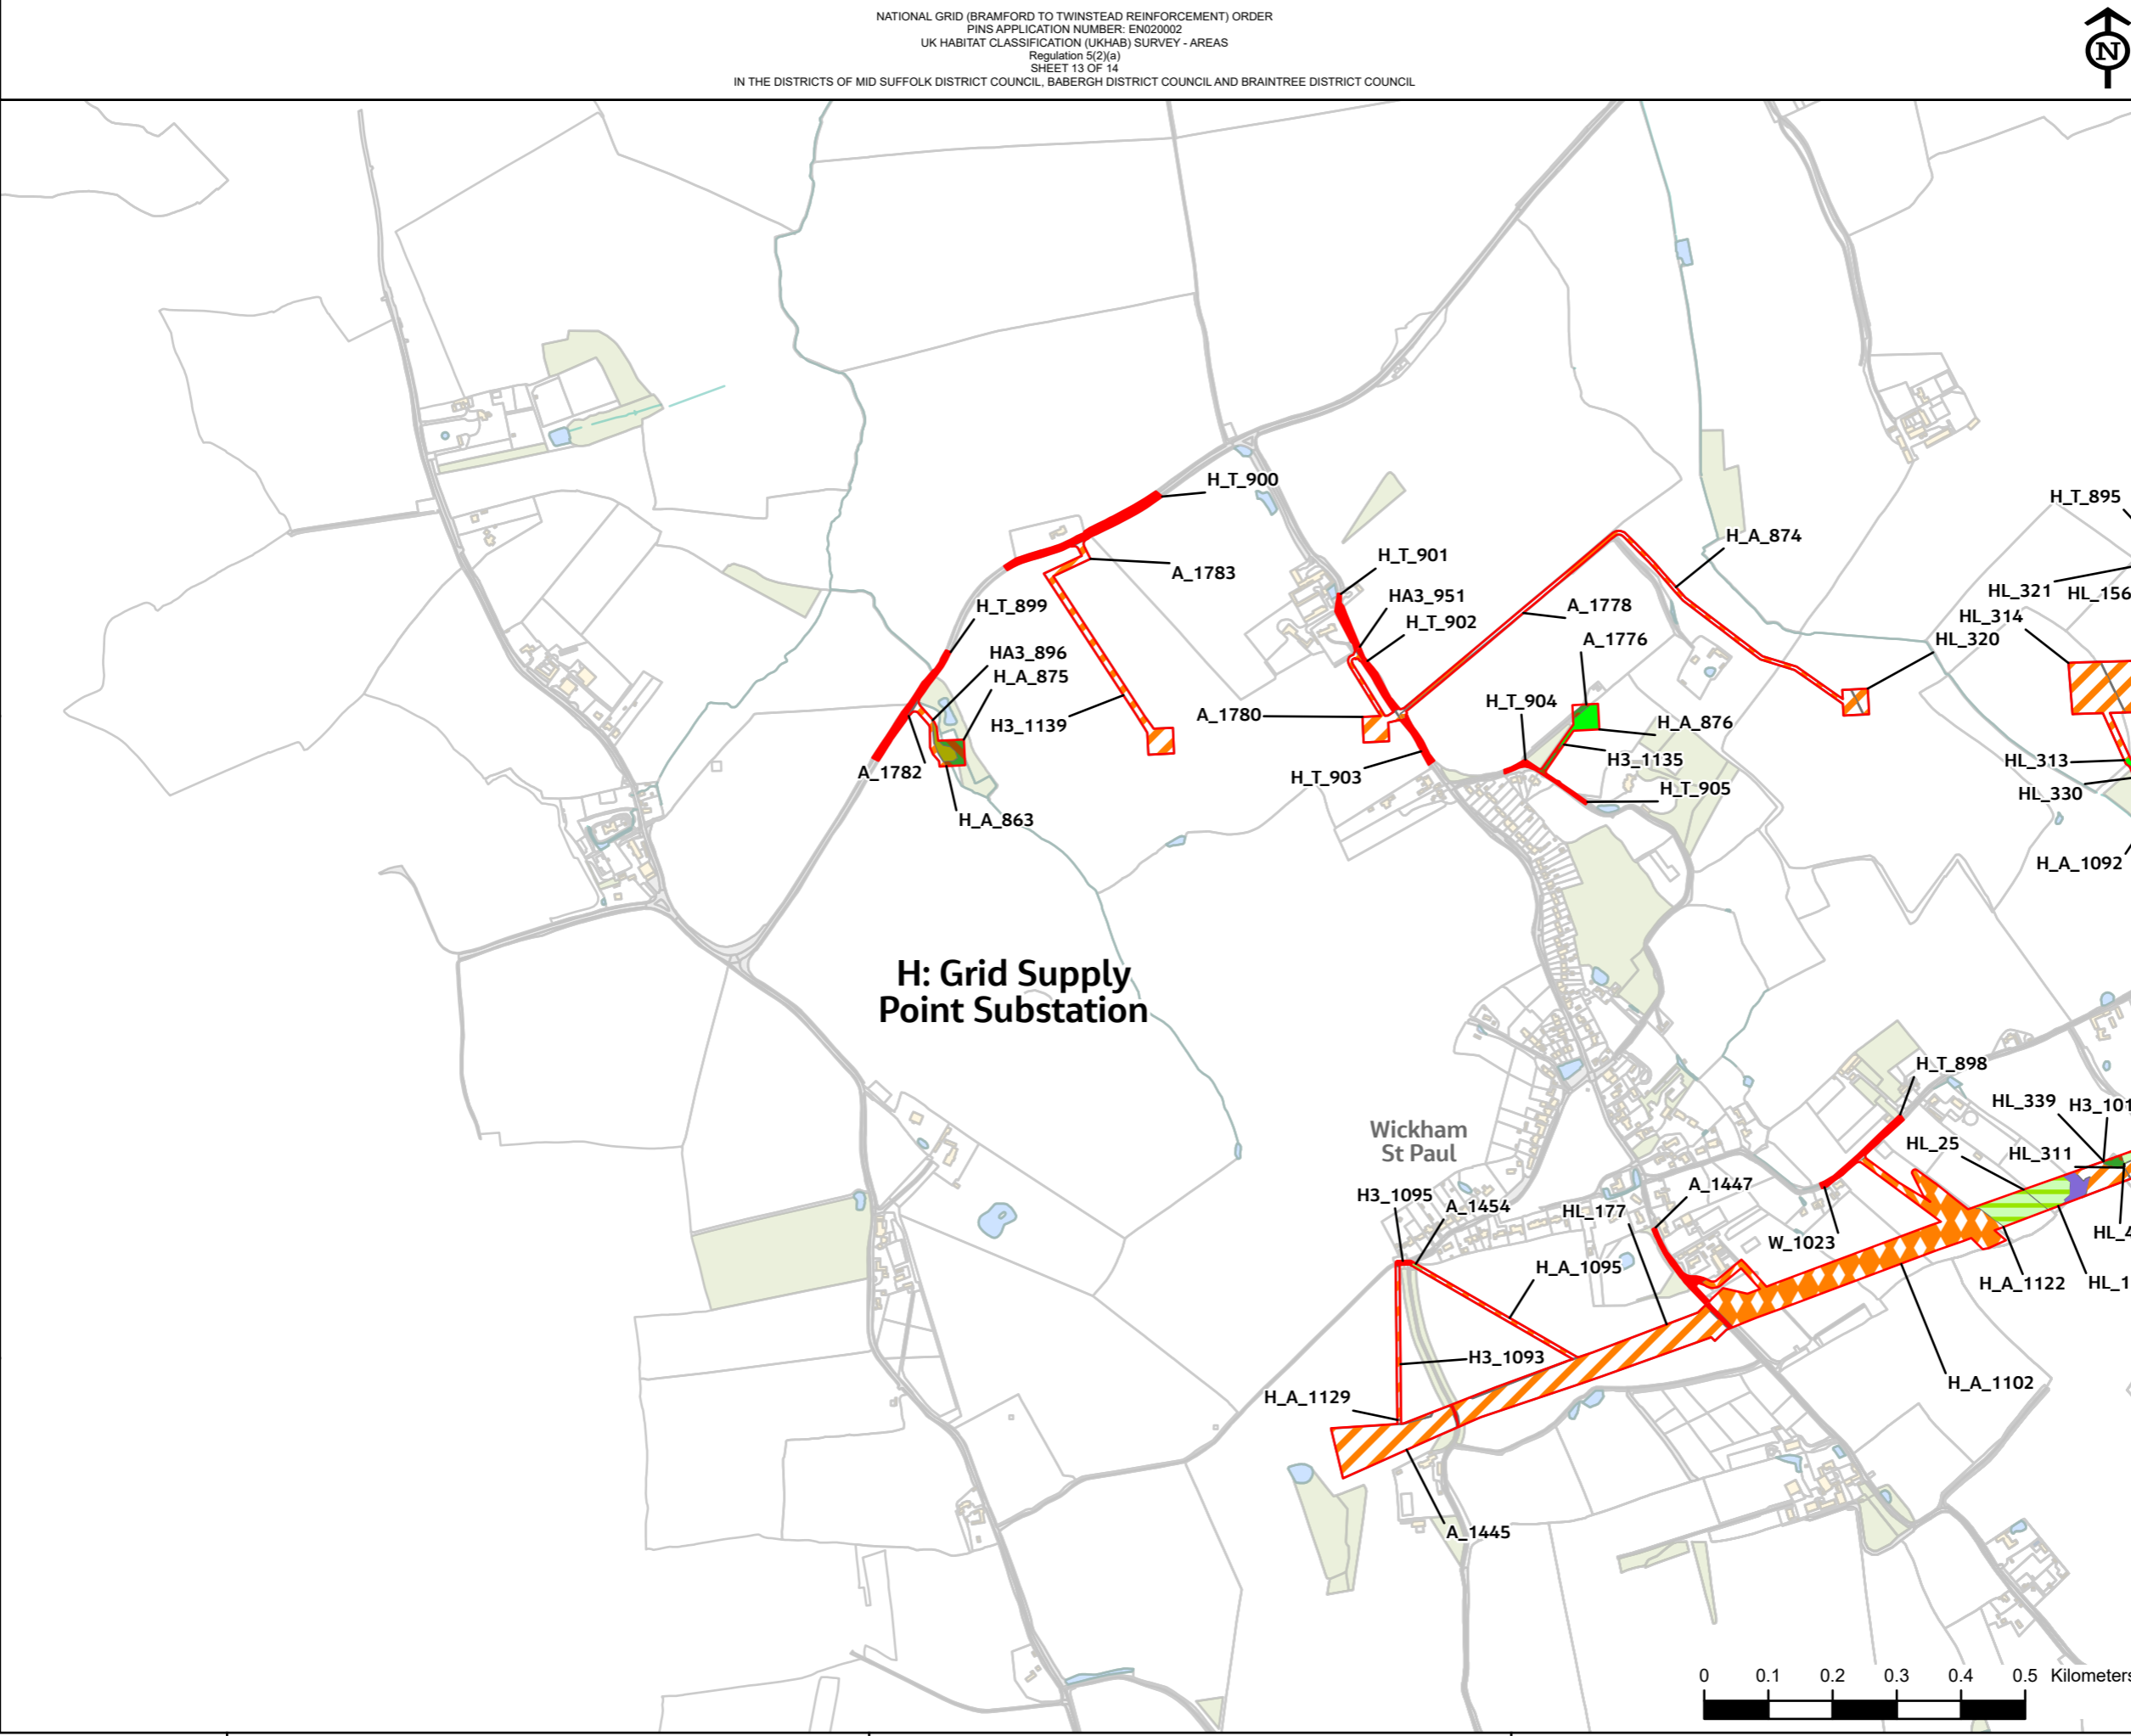 NATIONAL GRID (BRAMFORD TO TWINSTEAD REINFORCEMENT) ORDER
PINS APPLICATION NUMBER: EN020002
UK HABITAT CLASSIFICATION (UKHAB) SURVEY - AREAS
Regulation 5(2)(a)
SHEET 13 OF 14
IN THE DISTRICTS OF MID SUFFOLK DISTRICT COUNCIL, BABERGH DISTRICT COUNCIL AND BRAINTREE DISTRICT COUNCIL
N
H_T_900
H_T_895
H_A_874
H_T_901
A_1783
HL_321 HL_156
HA3_951
H_T_899
A_1778
HL_314
H_T_902
A_1776
HL_320
HA3_896
H_A_875
H_T_904
A_1780
H_A_876
H3_1139
H3_1135
HL_313
A_1782
H_T_903
H_T_905
HL_330
H_A_863
H_A_1092
H: Grid Supply
Point Substation
H_T_898
HL_339 H3_101
Wickham
St Paul
HL_25
HL_311
A_1447
H3_1095
A_1454
HL_177
HL_4
W_1023
H_A_1095
H_A_1122
HL_1
H3_1093
H_A_1102
H_A_1129
A_1445
0 0.1 0.2 0.3 0.4 0.5 Kilometers